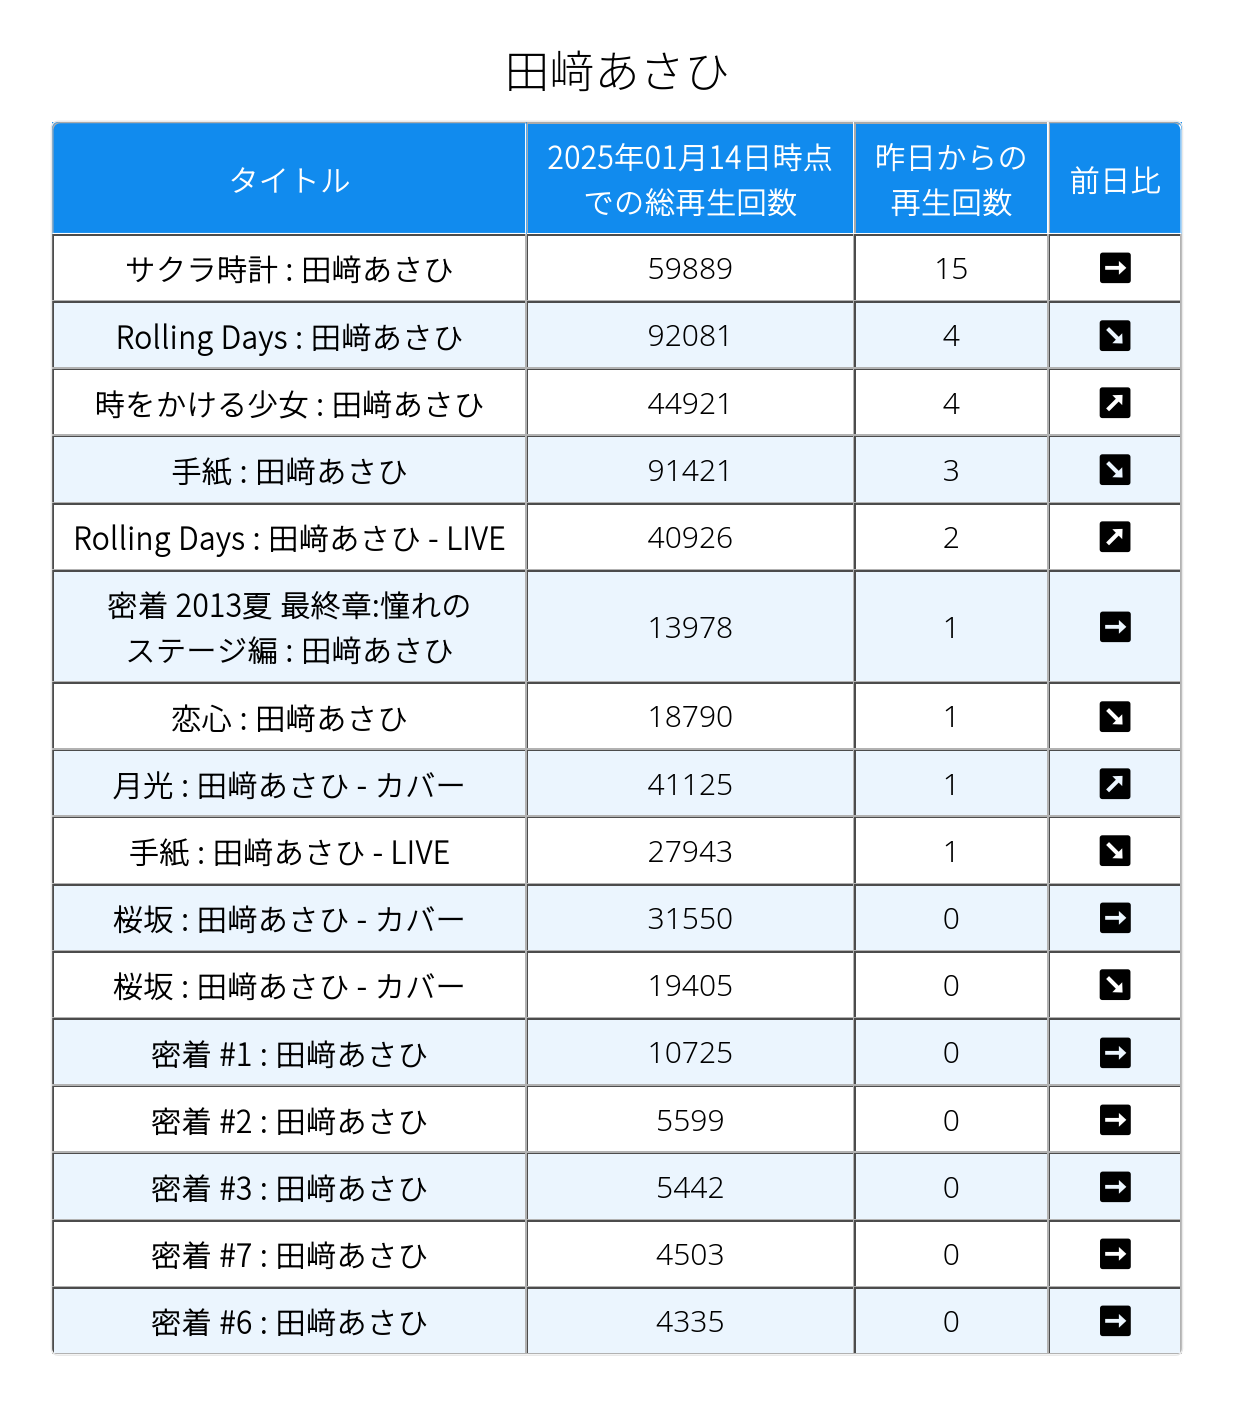 田﨑あさひ
タイトル
2025年01月14日時点
での総再生回数
昨日からの
再生回数
前日比
サクラ時計 : 田﨑あさひ 59889 15 ➡
Rolling Days : 田﨑あさひ 92081 4 ↘
時をかける少女 : 田﨑あさひ 44921 4 ↗
手紙 : 田﨑あさひ 91421 3 ↘
Rolling Days : 田﨑あさひ - LIVE 40926 2 ↗
密着 2013夏 最終章:憧れの
ステージ編 : 田﨑あさひ 13978 1 ➡
恋心 : 田﨑あさひ 18790 1 ↘
月光 : 田﨑あさひ - カバー 41125 1 ↗
手紙 : 田﨑あさひ - LIVE 27943 1 ↘
桜坂 : 田﨑あさひ - カバー 31550 0 ➡
桜坂 : 田﨑あさひ - カバー 19405 0 ↘
密着 #1 : 田﨑あさひ 10725 0 ➡
密着 #2 : 田﨑あさひ 5599 0 ➡
密着 #3 : 田﨑あさひ 5442 0 ➡
密着 #7 : 田﨑あさひ 4503 0 ➡
密着 #6 : 田﨑あさひ 4335 0 ➡